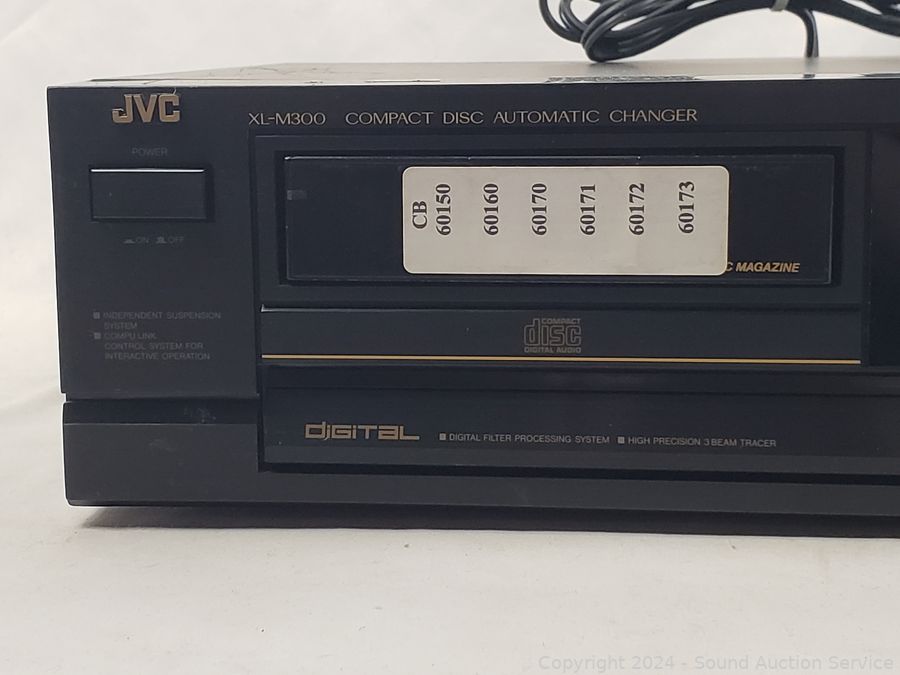 JVC
XL-M300 COMPACT DISC AUTOMATIC CHANGER
POWER
ON OFF
INDEPENDENT SUSPENSION
SYSTEM
COMPU LINK
CONTROL SYSTEM FOR
INTERACTIVE OPERATION
CB
60150
60160
60170
60171
60172
60173
C MAGAZINE
COMPACT
disc
DIGITAL AUDIO
DiGiTAL
DIGITAL FILTER PROCESSING SYSTEM HIGH PRECISION 3 BEAM TRACER
Copyright 2024 - Sound Auction Service